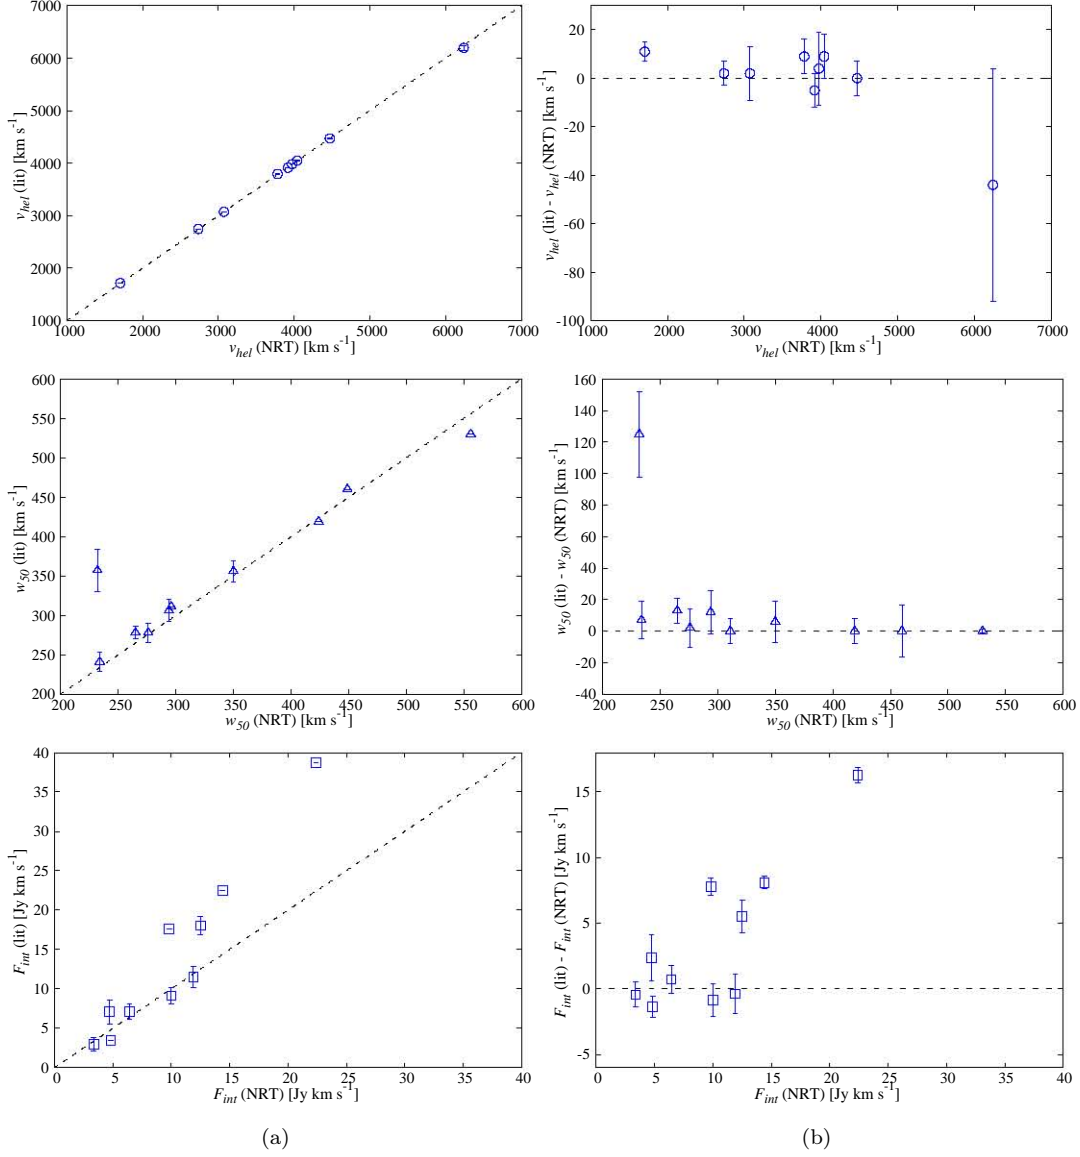 7000
6000
5000
4000
3000
2000
1000
1000 2000 3000 4000 5000 6000 7000
v_hel (lit) [km s^-1]
v_hel (NRT) [km s^-1]
20
0
-20
-40
-60
-80
-100
1000 2000 3000 4000 5000 6000 7000
v_hel (lit) - v_hel (NRT) [km s^-1]
v_hel (NRT) [km s^-1]
600
550
500
450
400
350
300
250
200
200 250 300 350 400 450 500 550 600
w_50 (lit) [km s^-1]
w_50 (NRT) [km s^-1]
160
140
120
100
80
60
40
20
0
-20
-40
200 250 300 350 400 450 500 550 600
w_50 (lit) - w_50 (NRT) [km s^-1]
w_50 (NRT) [km s^-1]
40
35
30
25
20
15
10
5
0
0 5 10 15 20 25 30 35 40
F_int (lit) [Jy km s^-1]
F_int (NRT) [Jy km s^-1]
15
10
5
0
-5
-6
0 5 10 15 20 25 30 35 40
F_int (lit) - F_int (NRT) [Jy km s^-1]
F_int (NRT) [Jy km s^-1]
(a)
(b)